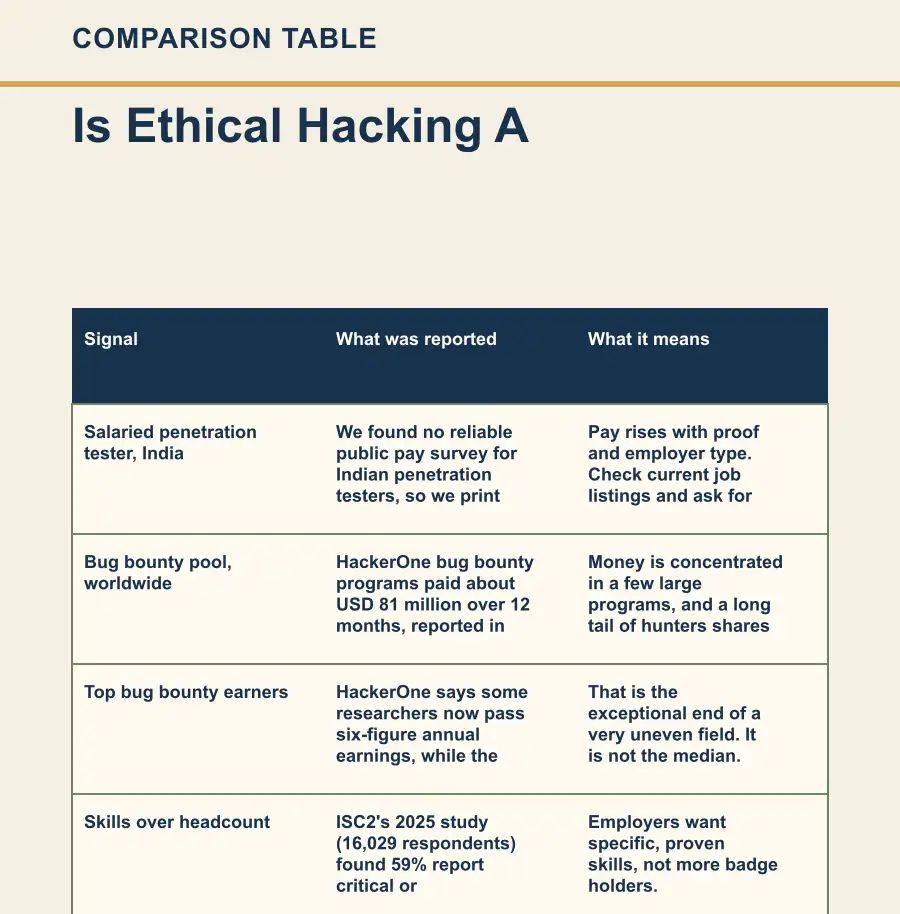 COMPARISON TABLE
Is Ethical Hacking A
Signal
What was reported
What it means
Salaried penetration
tester, India
We found no reliable
public pay survey for
Indian penetration
testers, so we print
Pay rises with proof
and employer type.
Check current job
listings and ask for
Bug bounty pool,
worldwide
HackerOne bug bounty
programs paid about
USD 81 million over 12
months, reported in
Money is concentrated
in a few large
programs, and a long
tail of hunters shares
Top bug bounty earners
HackerOne says some
researchers now pass
six-figure annual
earnings, while the
That is the
exceptional end of a
very uneven field. It
is not the median.
Skills over headcount
ISC2's 2025 study
(16,029 respondents)
found 59% report
critical or
Employers want
specific, proven
skills, not more badge
holders.